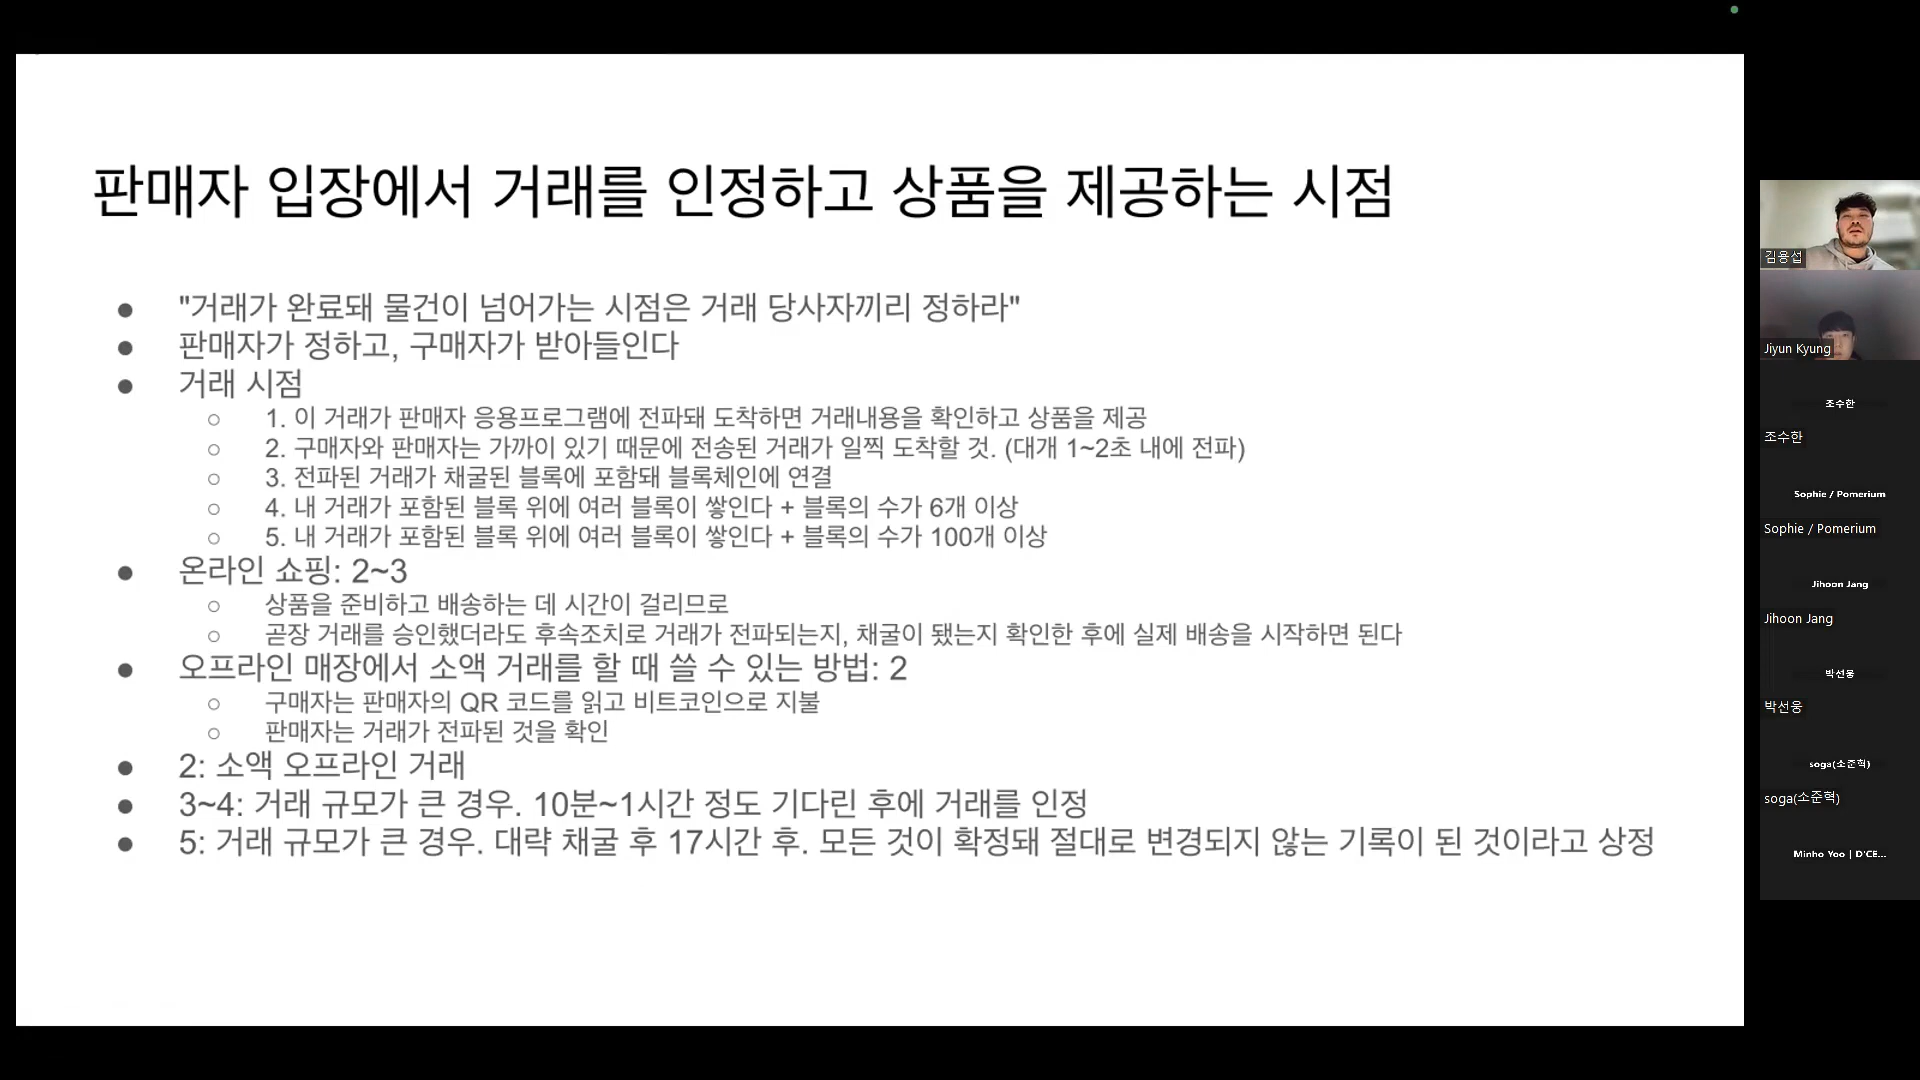 판매자 입장에서 거래를 인정하고 상품을 제공하는 시점
● "거래가 완료돼 물건이 넘어가는 시점은 거래 당사자끼리 정하라"
● 판매자가 정하고, 구매자가 받아들인다
● 거래 시점
○ 1. 이 거래가 판매자 응용프로그램에 전파돼 도착하면 거래내용을 확인하고 상품을 제공
○ 2. 구매자와 판매자는 가까이 있기 때문에 전송된 거래가 일찍 도착할 것. (대개 1~2초 내에 전파)
○ 3. 전파된 거래가 채굴된 블록에 포함돼 블록체인에 연결
○ 4. 내 거래가 포함된 블록 위에 여러 블록이 쌓인다 + 블록의 수가 6개 이상
○ 5. 내 거래가 포함된 블록 위에 여러 블록이 쌓인다 + 블록의 수가 100개 이상
● 온라인 쇼핑: 2~3
○ 상품을 준비하고 배송하는 데 시간이 걸리므로
○ 곧장 거래를 승인했더라도 후속조치로 거래가 전파되는지, 채굴이 됐는지 확인한 후에 실제 배송을 시작하면 된다
● 오프라인 매장에서 소액 거래를 할 때 쓸 수 있는 방법: 2
○ 구매자는 판매자의 QR 코드를 읽고 비트코인으로 지불
○ 판매자는 거래가 전파된 것을 확인
● 2: 소액 오프라인 거래
● 3~4: 거래 규모가 큰 경우. 10분~1시간 정도 기다린 후에 거래를 인정
● 5: 거래 규모가 큰 경우. 대략 채굴 후 17시간 후. 모든 것이 확정돼 절대로 변경되지 않는 기록이 된 것이라고 상정
김용섭
Jiyun Kyung
조수한
조수한
Sophie / Pomerium
Sophie / Pomerium
Jihoon Jang
Jihoon Jang
박선웅
박선웅
soga(소준혁)
soga(소준혁)
Minho Yoo | D'CE...